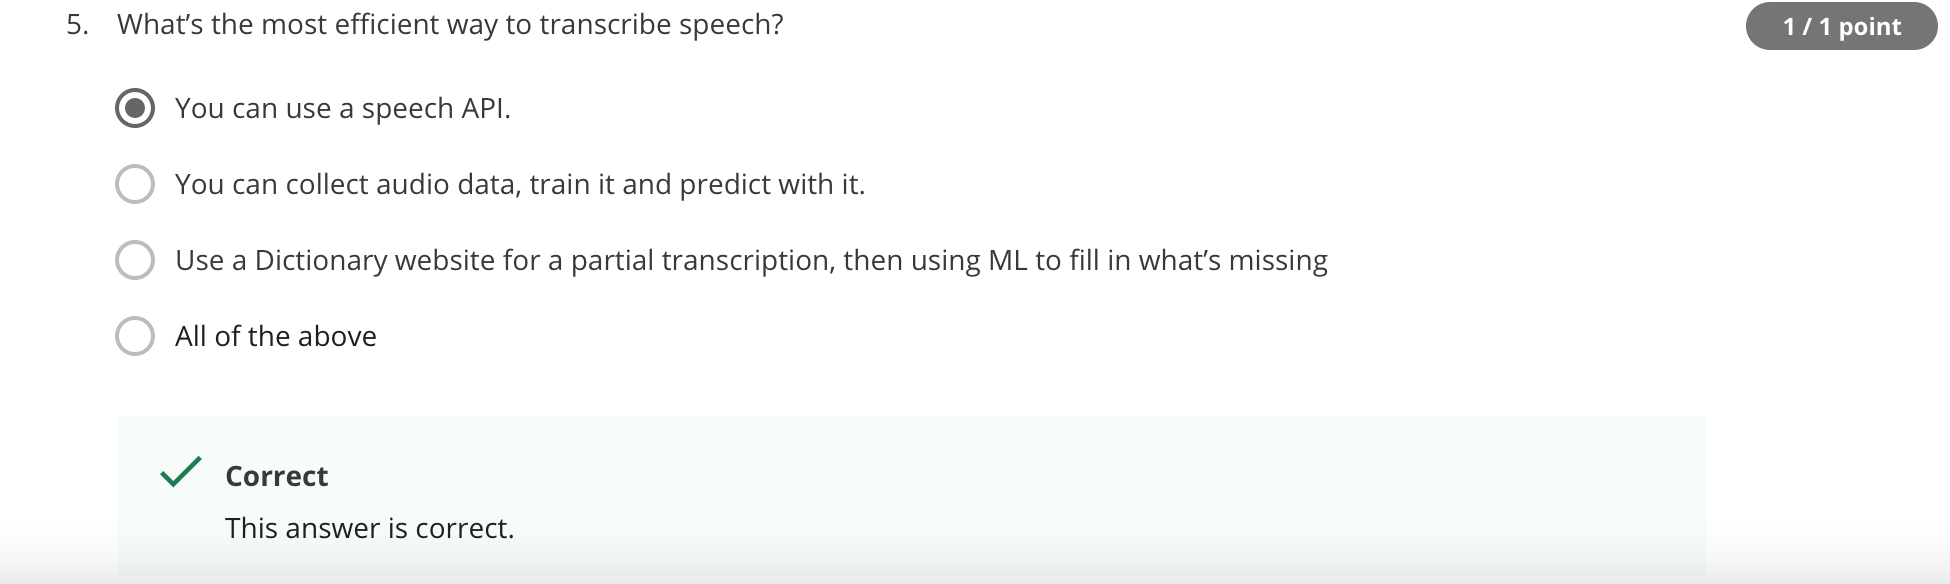 5. What's the most efficient way to transcribe speech?
1 / 1 point
You can use a speech API.
You can collect audio data, train it and predict with it.
Use a Dictionary website for a partial transcription, then using ML to fill in what's missing
All of the above
Correct
This answer is correct.